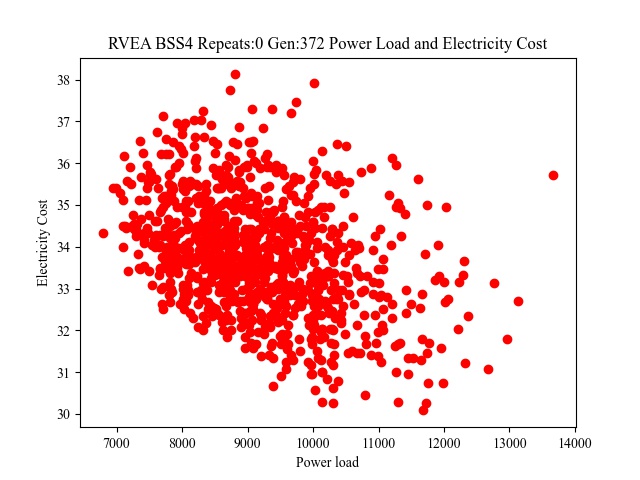 RVEA BSS4 Repeats:0 Gen:372 Power Load and Electricity Cost
38
37
36
35
34
33
32
31
30
Electricity Cost
7000 8000 9000 10000 11000 12000 13000 14000
Power load